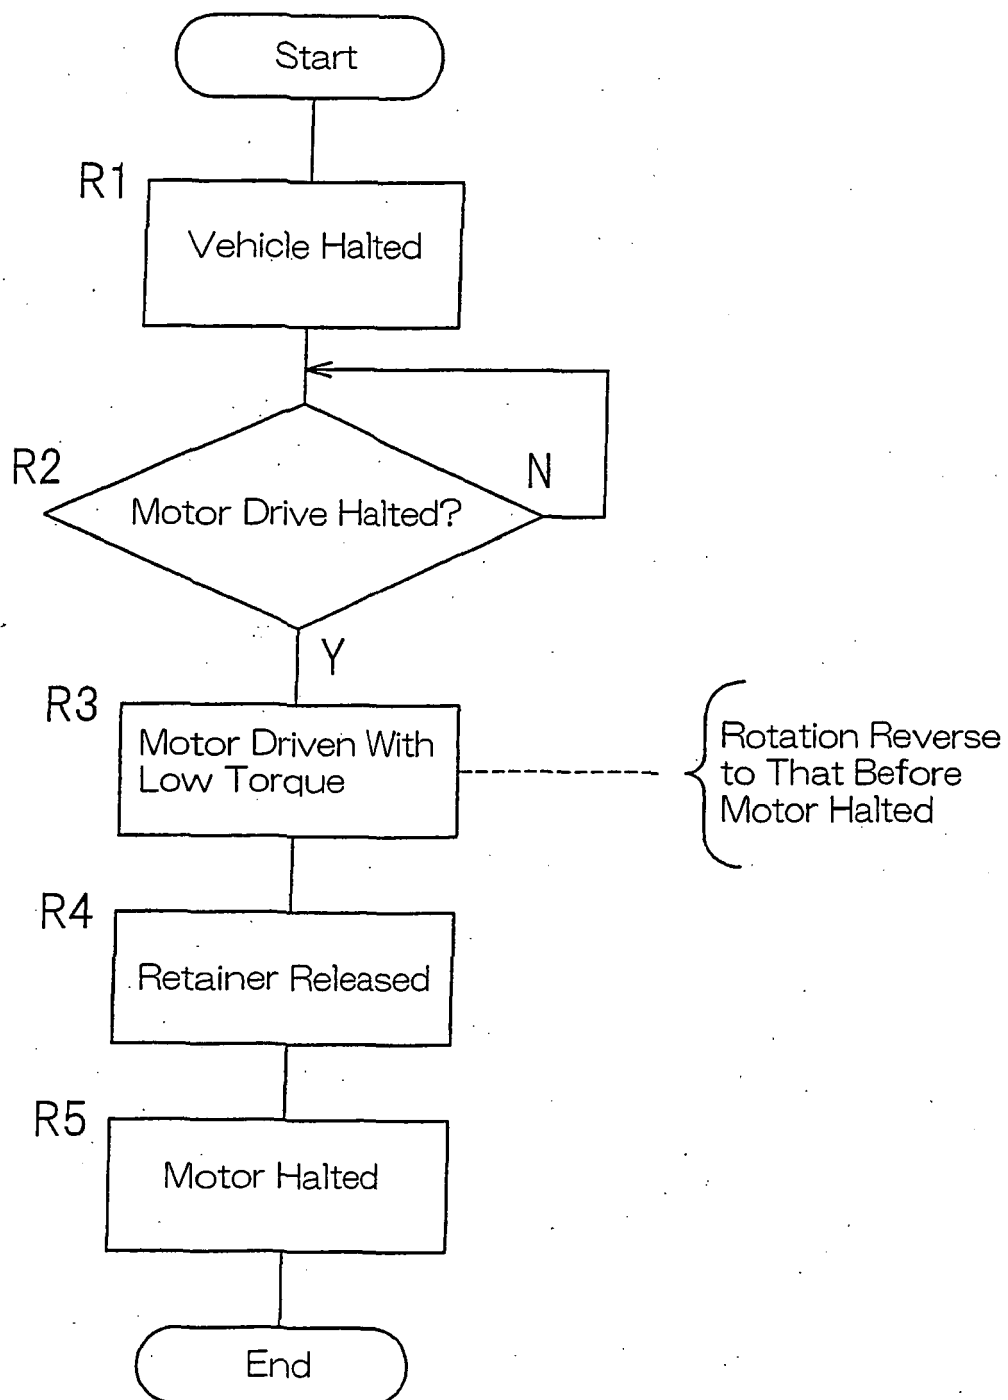 Start
R1
Vehicle Halted
R2
Motor Drive Halted?
N
Y
R3
Motor Driven With
Low Torque
Rotation Reverse
to That Before
Motor Halted
R4
Retainer Released
R5
Motor Halted
End